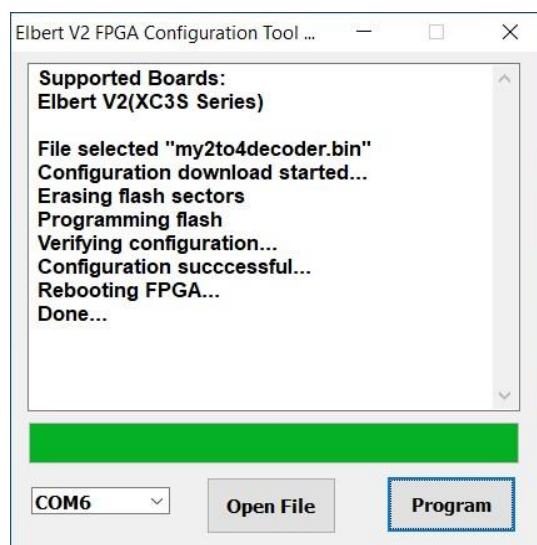 Elbert V2 FPGA Configuration Tool ...
Supported Boards:
Elbert V2(XC3S Series)
File selected "my2to4decoder.bin"
Configuration download started...
Erasing flash sectors
Programming flash
Verifying configuration...
Configuration succcessful...
Rebooting FPGA...
Done...
COM6
Open File
Program